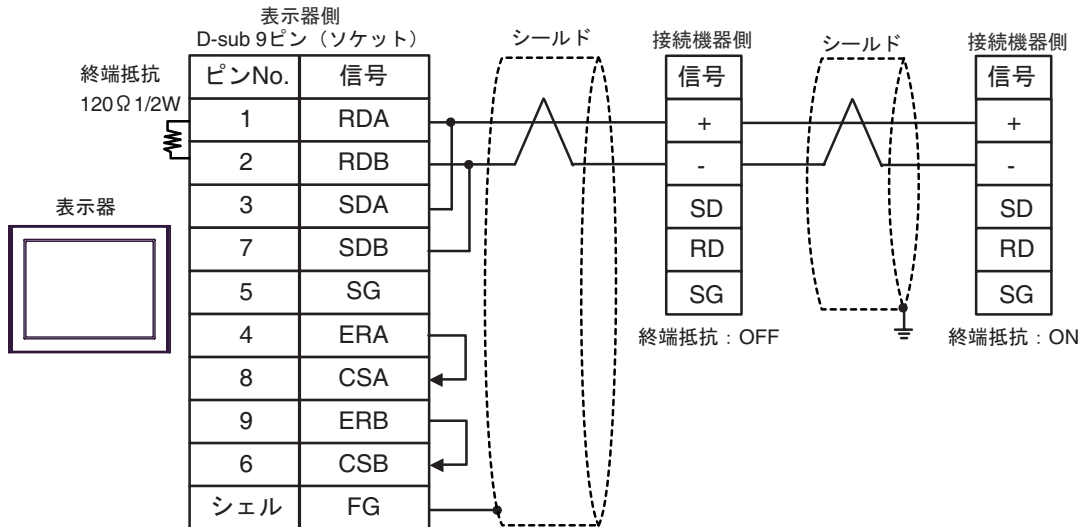 表示器側
D-sub 9ピン（ソケット）
シールド
接続機器側
シールド
接続機器側
終端抵抗
120Ω1/2W
表示器
ピンNo. 信号
1 RDA
2 RDB
3 SDA
7 SDB
5 SG
4 ERA
8 CSA
9 ERB
6 CSB
シェル FG
信号
+
-
SD
RD
SG
終端抵抗：OFF
信号
+
-
SD
RD
SG
終端抵抗：ON